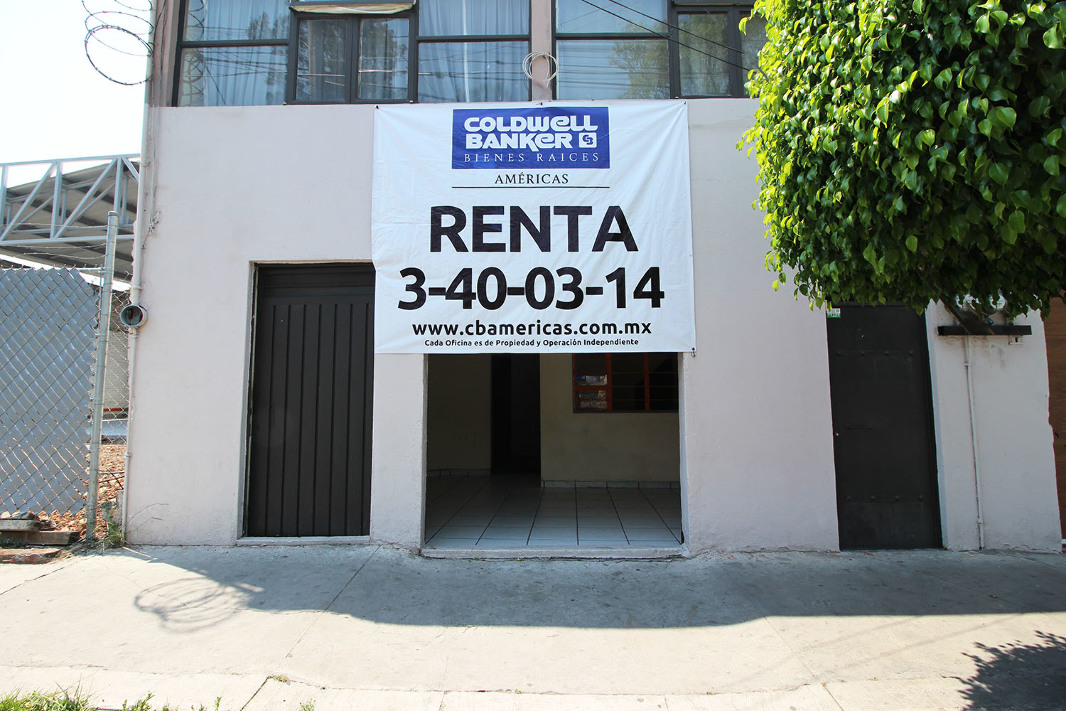 COLDWELL
BANKER CB
BIENES RAICES
AMÉRICAS
RENTA
3-40-03-14
www.cbamericas.com.mx
Cada Oficina es de Propiedad y Operación Independiente